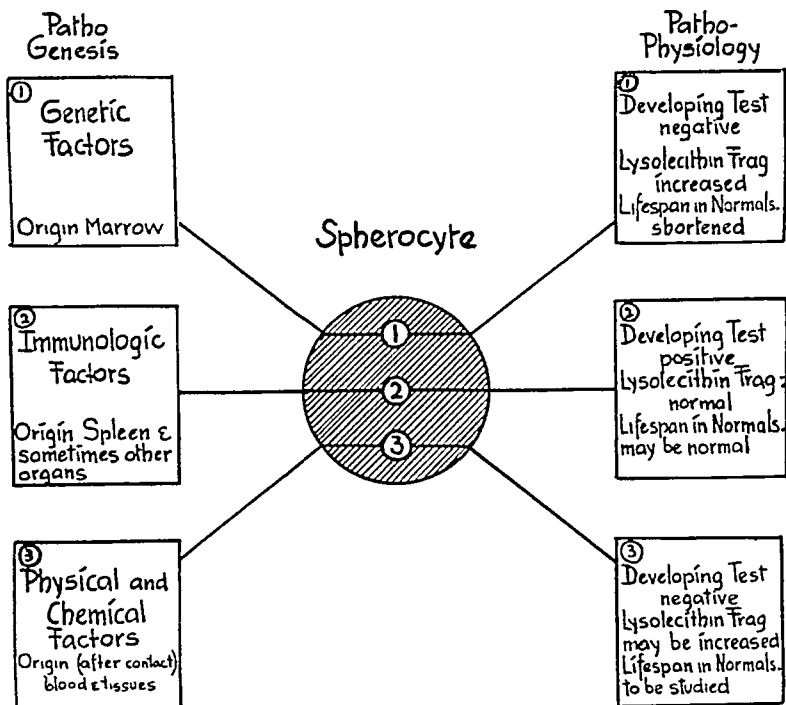 Patho
Genesis
①
Genetic
Factors
Origin Marrow
②
Immunologic
Factors
Origin Spleen &
sometimes other
organs
③
Physical and
Chemical
Factors
Origin (after contact)
blood & tissues
Spherocyte
①
②
③
Patho-
Physiology
①
Developing Test
negative
Lysolecithin Frag
increased
Lifespan in Normals.
shortened
②
Developing Test
positive
Lysolecithin Frag =
normal
Lifespan in Normals.
may be normal
③
Developing Test
negative
Lysolecithin Frag
may be increased
Lifespan in Normals.
to be studied